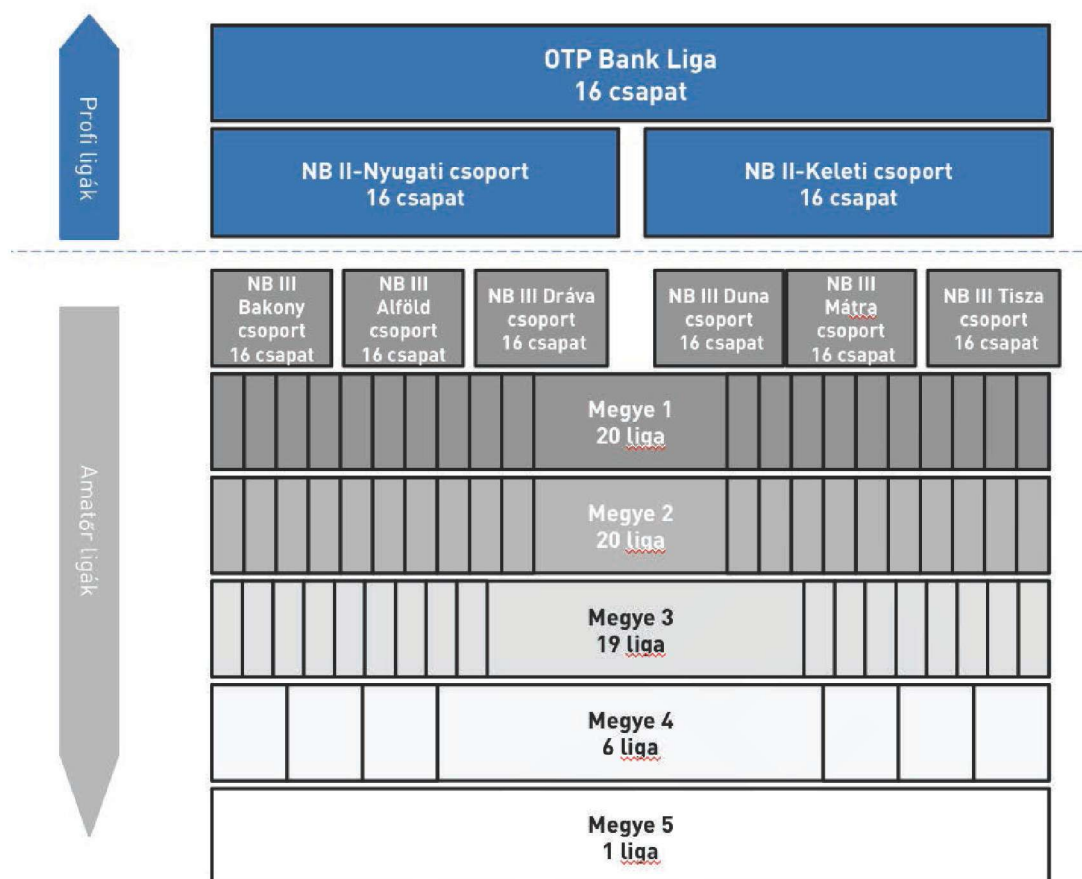 Profi ligák
OTP Bank Liga
16 csapat
NB II-Nyugati csoport
16 csapat
NB II-Keleti csoport
16 csapat
Amatőr ligák
NB III
Bakony
csoport
16 csapat
NB III
Alföld
csoport
16 csapat
NB III Dráva
csoport
16 csapat
NB III Duna
csoport
16 csapat
NB III
Mátra
csoport
16 csapat
NB III Tisza
csoport
16 csapat
Megye 1
20 liga
Megye 2
20 liga
Megye 3
19 liga
Megye 4
6 liga
Megye 5
1 liga